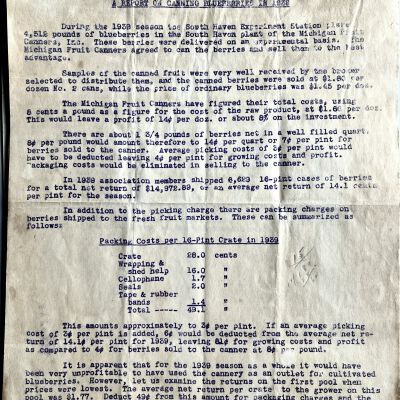 A REPORT ON CANNING BLUEBERRIES IN 1939
During the 1939 season the South Haven Experiment Station
4,512 pounds of blueberries in the South Haven plant of the Michigan Fruit
Canners, Inc. These berries were delivered on an experimental basis. The
Michigan Fruit Canners agreed to can the berries and sell them to the best
advantage.
Samples of the canned fruit were very well received by the broker
selected to distribute them, and the canned berries were sold at $1.80 per
dozen No. 2 cans, while the price of ordinary blueberries was $1.45 per doz.
The Michigan Fruit Canners have figured their total costs, using
8 cents a pound as a figure for the cost of the raw product, at $1.66 per doz.
This would leave a profit of 14¢ per doz. or about 8% on the investment.
There are about 1 3/4 pounds of berries net in a well filled quart.
8¢ per pound would amount therefore to 14¢ per quart or 7¢ per pint for
berries sold to the canner. Average picking costs of 3¢ per pint would
have to be deducted leaving 4¢ per pint for growing costs and profit.
Packaging costs would be eliminated in selling to the canner.
In 1939 association members shipped 6,629 16-pint cases of berries
for a total net return of $14,972.89, or an average net return of 14.1 cents
per pint for the season.
In addition to the picking charge there are packing charges on
berries shipped to the fresh fruit markets. These can be summarized as
follows:
Packing Costs per 16-Pint Crate in 1939
Crate 28.0 cents
Wrapping &
shed help 16.0 "
Cellophane 1.7 "
Seals 2.0 "
Tape & rubber
bands 1.4 "
Total ----- 49.1 "
This amounts approximately to 3¢ per pint. If an average picking
cost of 3¢ per pint is added, 6¢ would be deducted from the average net re-
turn of 14.1¢ per pint for 1939, leaving 8¢ for growing costs and profit
as compared to 4¢ for berries sold to the canner at 8¢ per pound.
It is apparent that for the 1939 season as a whole it would have
been very unprofitable to have used the cannery as an outlet for cultivated
blueberries. However, let us examine the returns on the first pool when
prices were lowest. The average net return per crate to the grower on this
pool was $1.77. Deduct 49¢ from this amount for packaging charges and the